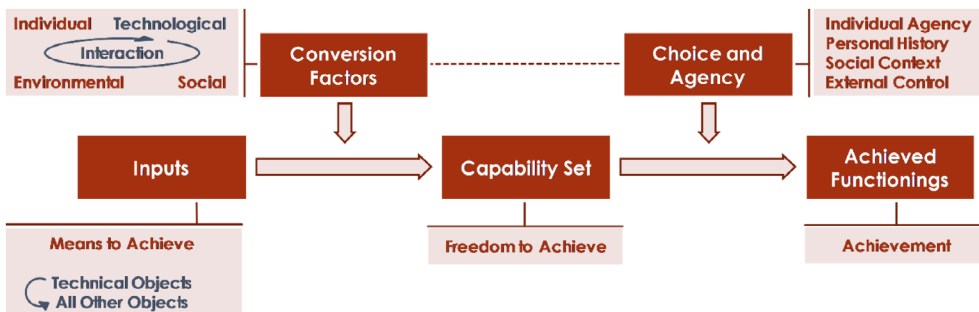 Individual Technological
Interaction
Environmental Social
Conversion
Factors
Choice and
Agency
Individual Agency
Personal History
Social Context
External Control
Inputs
Capability Set
Achieved
Functionings
Means to Achieve
Technical Objects
All Other Objects
Freedom to Achieve
Achievement